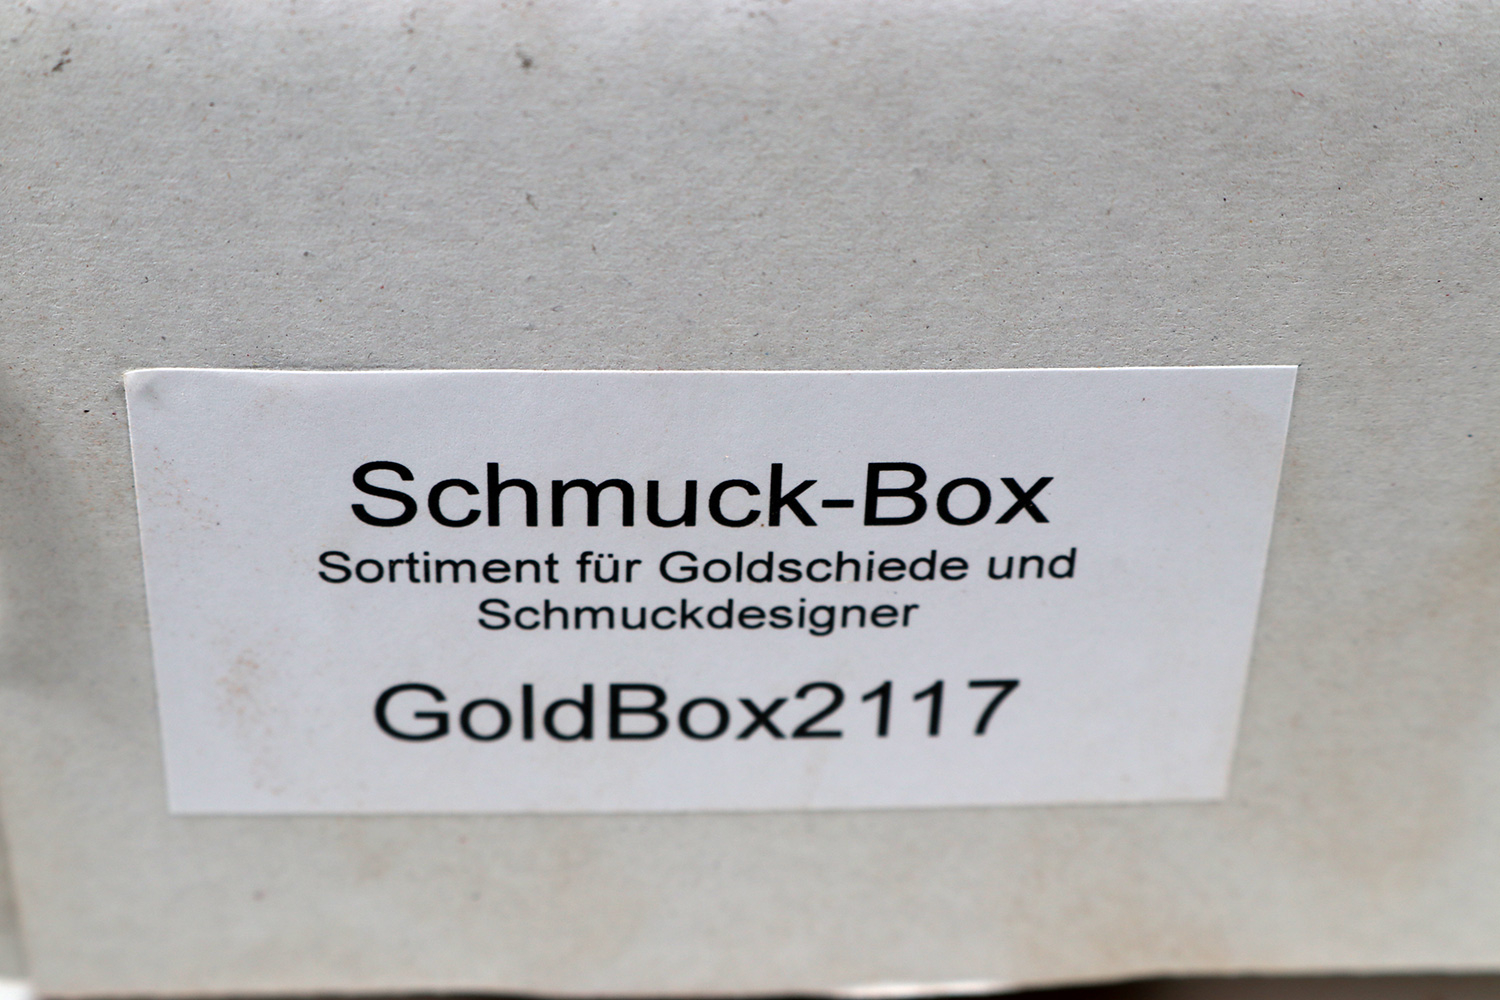 Schmuck-Box
Sortiment für Goldschiede und
Schmuckdesigner
GoldBox2117